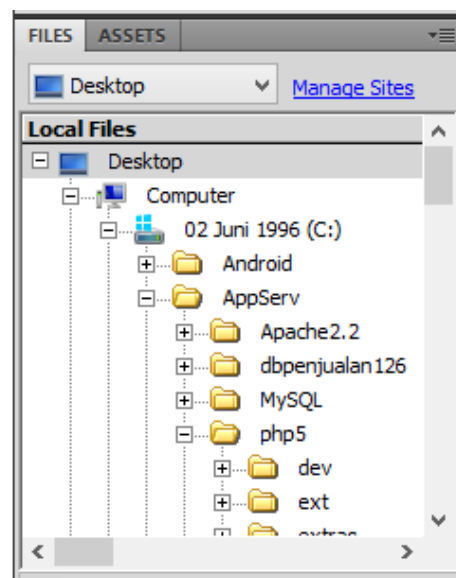 FILES ASSETS
Desktop Manage Sites
Local Files
Desktop
Computer
02 Juni 1996 (C:)
Android
AppServ
Apache2.2
dbpenjualan126
MySQL
php5
dev
ext
extras